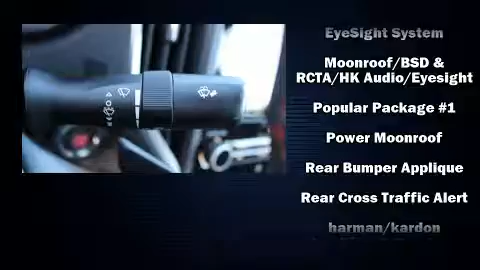 EyeSight System
Moonroof/BSD &
RCTA/HK Audio/Eyesight
Popular Package #1
Power Moonroof
Rear Bumper Applique
Rear Cross Traffic Alert
harman/kardon